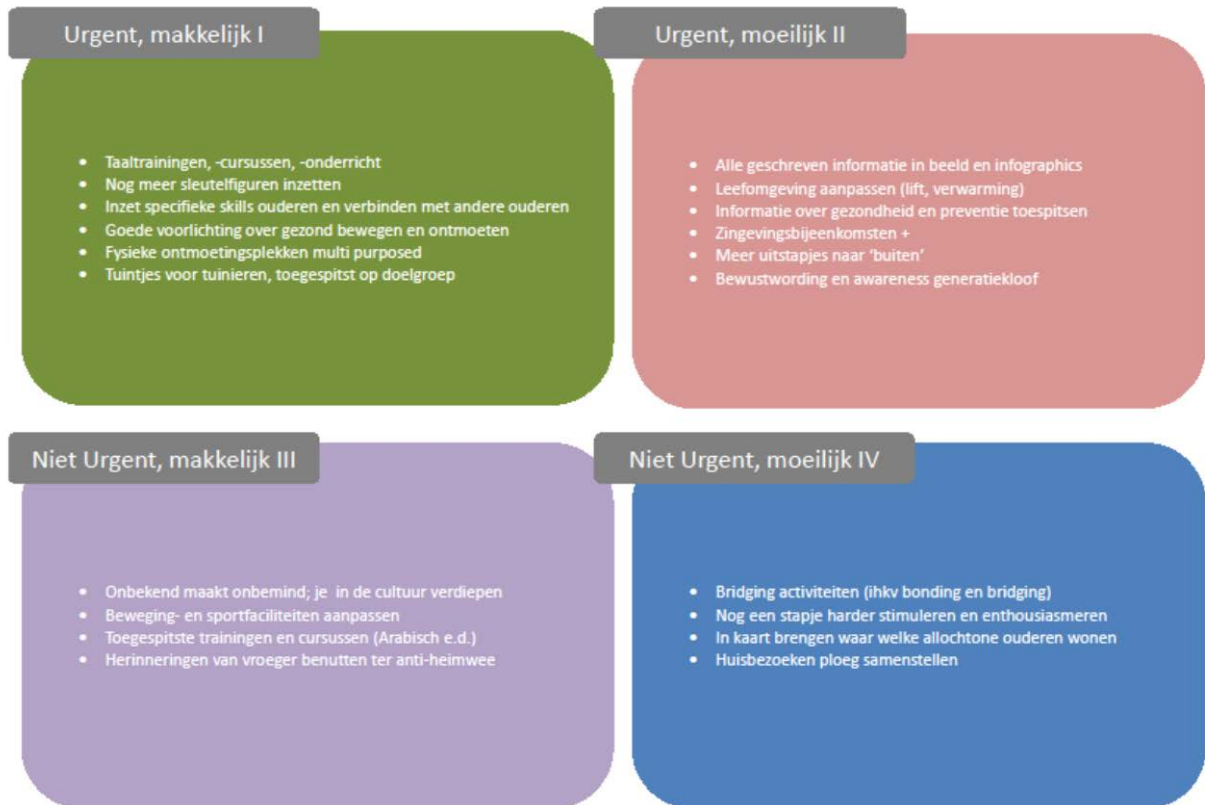 Urgent, makkelijk I
• Taaltrainingen, -cursussen, -onderricht
• Nog meer sleutelfiguren inzetten
• Inzet specifieke skills ouderen en verbinden met andere ouderen
• Goede voorlichting over gezond bewegen en ontmoeten
• Fysieke ontmoetingsplekken multi purposed
• Tuintjes voor tuinieren, toegespitst op doelgroep
Urgent, moeilijk II
• Alle geschreven informatie in beeld en infographics
• Leefomgeving aanpassen (lift, verwarming)
• Informatie over gezondheid en preventie toespitsen
• Zingevingsbijeenkomsten +
• Meer uitstapjes naar ‘buiten’
• Bewustwording en awareness generatiekloof
Niet Urgent, makkelijk III
• Onbekend maakt onbemind; je in de cultuur verdiepen
• Beweging- en sportfaciliteiten aanpassen
• Toegespitste trainingen en cursussen (Arabisch e.d.)
• Herinneringen van vroeger benutten ter anti-heimwee
Niet Urgent, moeilijk IV
• Bridging activiteiten (ihkv bonding en bridging)
• Nog een stapje harder stimuleren en enthousiasmeren
• In kaart brengen waar welke allochtone ouderen wonen
• Huisbezoeken ploeg samenstellen